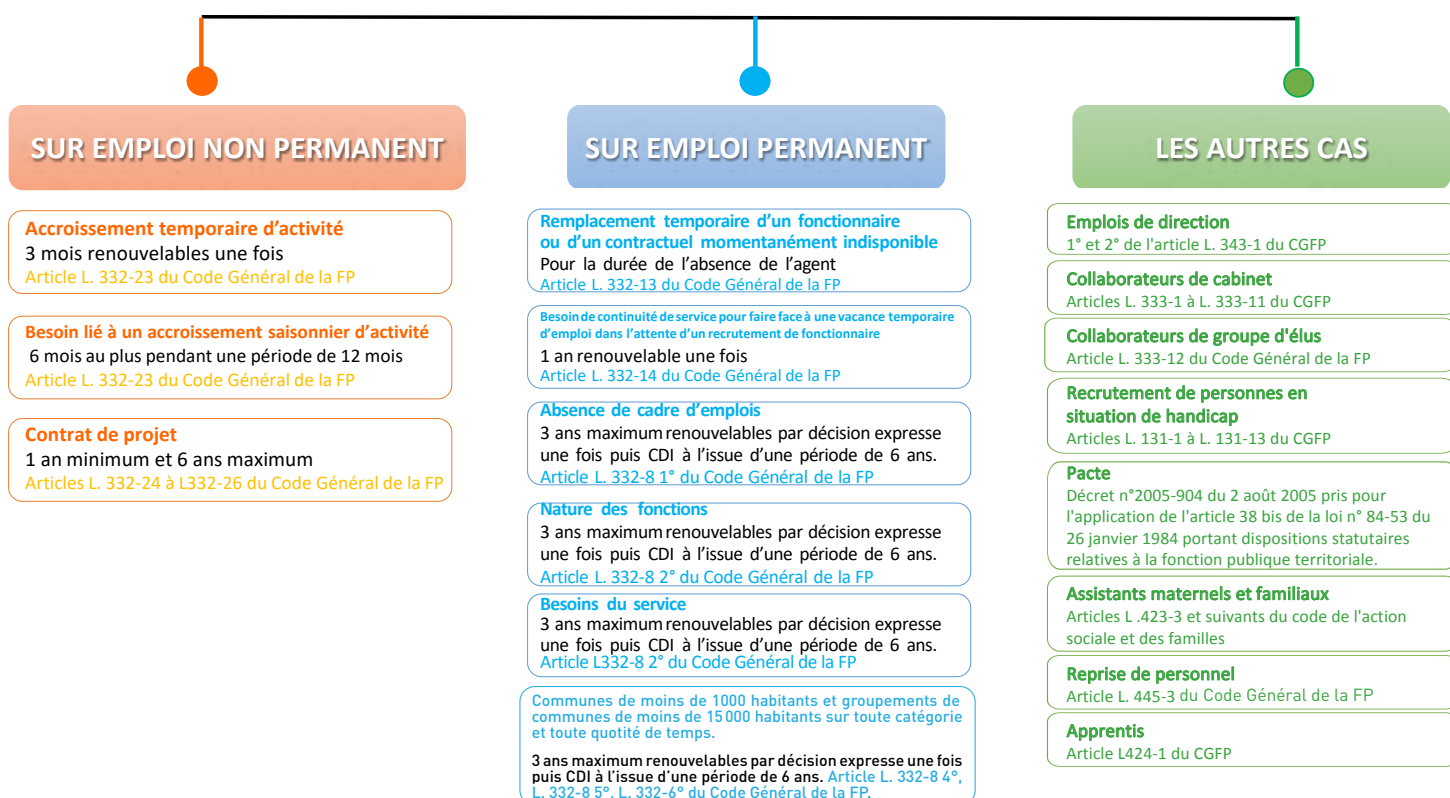 SUR EMPLOI NON PERMANENT
Accroissement temporaire d’activité
3 mois renouvelables une fois
Article L. 332-23 du Code Général de la FP
Besoin lié à un accroissement saisonnier d’activité
6 mois au plus pendant une période de 12 mois
Article L. 332-23 du Code Général de la FP
Contrat de projet
1 an minimum et 6 ans maximum
Articles L. 332-24 à L332-26 du Code Général de la FP
SUR EMPLOI PERMANENT
Remplacement temporaire d’un fonctionnaire
ou d’un contractuel momentanément indisponible
Pour la durée de l’absence de l’agent
Article L. 332-13 du Code Général de la FP
Besoin de continuité de service pour faire face à une vacance temporaire
d’emploi dans l’attente d’un recrutement de fonctionnaire
1 an renouvelable une fois
Article L. 332-14 du Code Général de la FP
Absence de cadre d’emplois
3 ans maximum renouvelables par décision expresse
une fois puis CDI à l’issue d’une période de 6 ans.
Article L. 332-8 1° du Code Général de la FP
Nature des fonctions
3 ans maximum renouvelables par décision expresse
une fois puis CDI à l’issue d’une période de 6 ans.
Article L. 332-8 2° du Code Général de la FP
Besoins du service
3 ans maximum renouvelables par décision expresse
une fois puis CDI à l’issue d’une période de 6 ans.
Article L332-8 2° du Code Général de la FP
Communes de moins de 1000 habitants et groupements de
communes de moins de 15000 habitants sur toute catégorie
et toute quotité de temps.
3 ans maximum renouvelables par décision expresse une fois
puis CDI à l’issue d’une période de 6 ans. Article L. 332-8 4°,
L. 332-8 5°, L. 332-6° du Code Général de la FP.
LES AUTRES CAS
Emplois de direction
1° et 2° de l'article L. 343-1 du CGFP
Collaborateurs de cabinet
Articles L. 333-1 à L. 333-11 du CGFP
Collaborateurs de groupe d'élus
Article L. 333-12 du Code Général de la FP
Recrutement de personnes en
situation de handicap
Articles L. 131-1 à L. 131-13 du CGFP
Pacte
Décret n°2005-904 du 2 août 2005 pris pour
l'application de l'article 38 bis de la loi n° 84-53 du
26 janvier 1984 portant dispositions statutaires
relatives à la fonction publique territoriale.
Assistants maternels et familiaux
Articles L .423-3 et suivants du code de l'action
sociale et des familles
Reprise de personnel
Article L. 445-3 du Code Général de la FP
Apprentis
Article L424-1 du CGFP